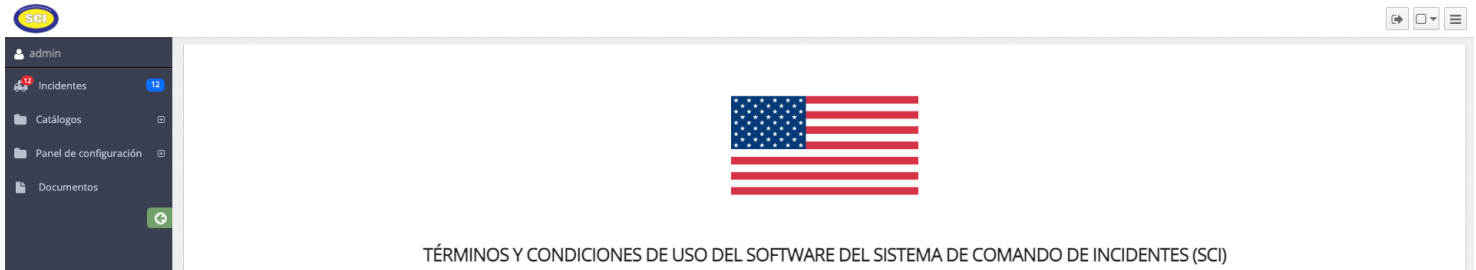 SCI
admin
12
Incidentes 12
Catálogos
Panel de configuración
Documentos
TÉRMINOS Y CONDICIONES DE USO DEL SOFTWARE DEL SISTEMA DE COMANDO DE INCIDENTES (SCI)